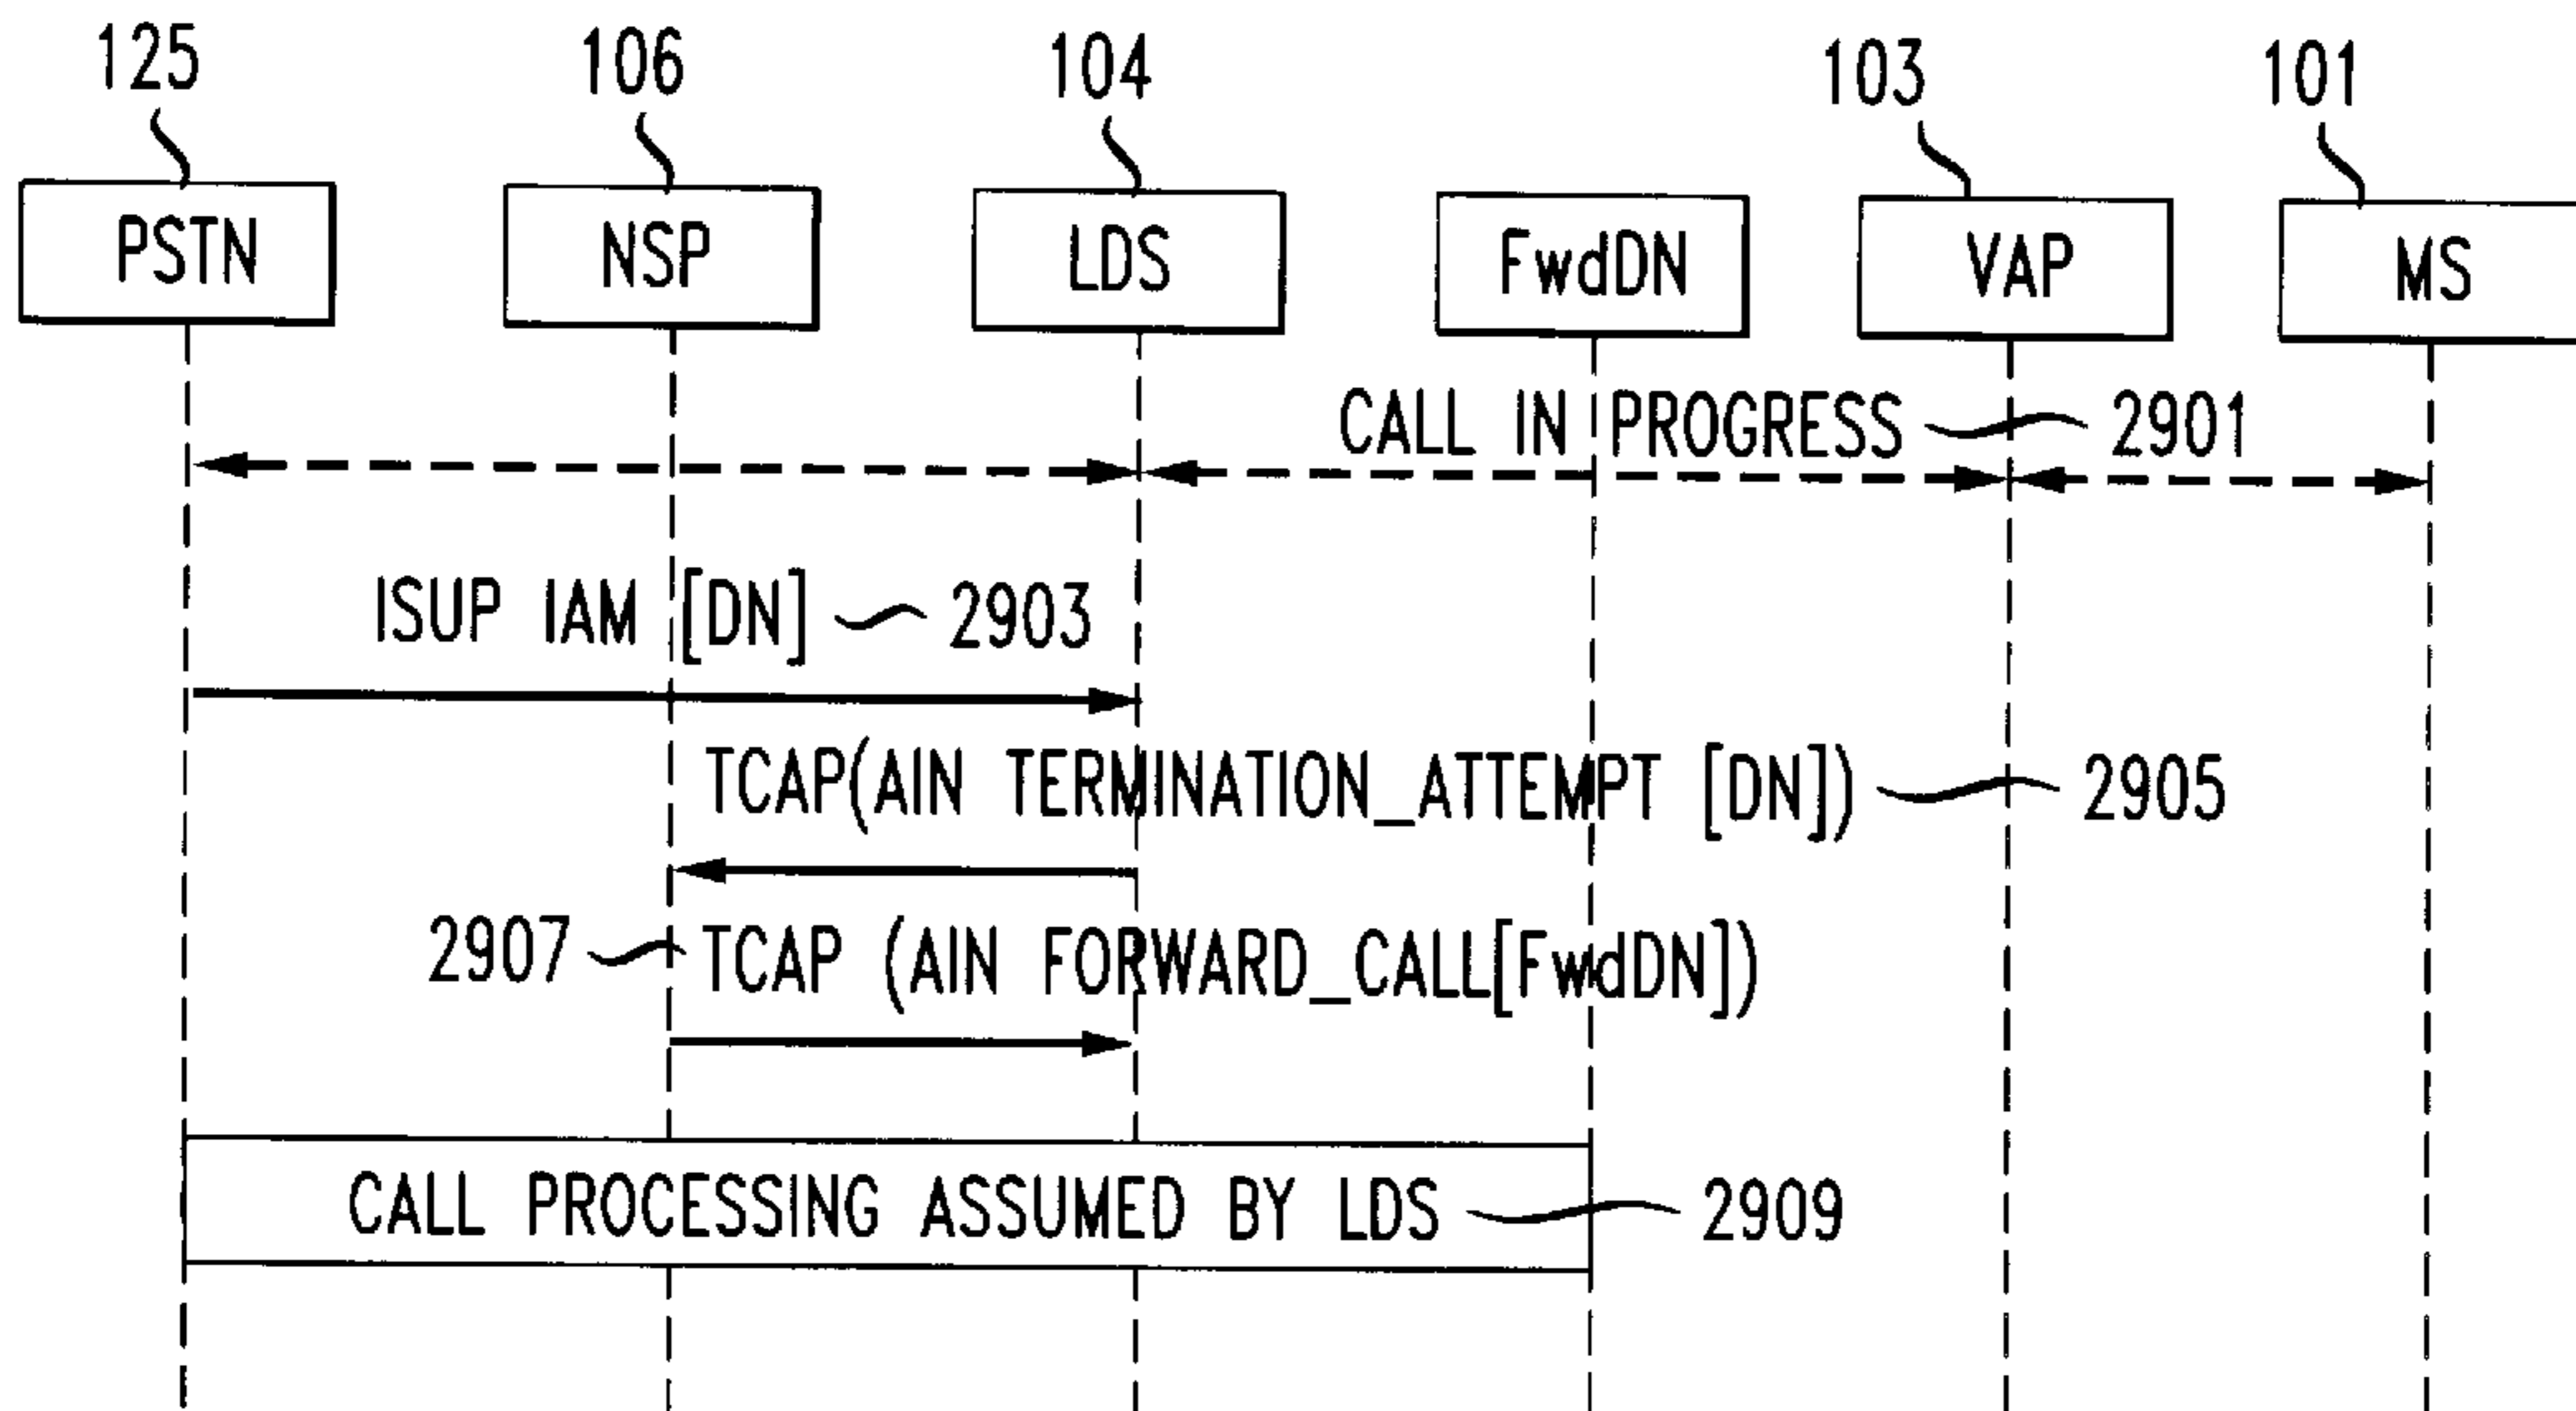 125 106 104 103 101
PSTN NSP LDS FwdDN VAP MS
CALL IN PROGRESS 2901
ISUP IAM [DN] 2903
TCAP(AIN TERMINATION_ATTEMPT [DN]) 2905
2907 TCAP (AIN FORWARD_CALL[FwdDN])
CALL PROCESSING ASSUMED BY LDS 2909